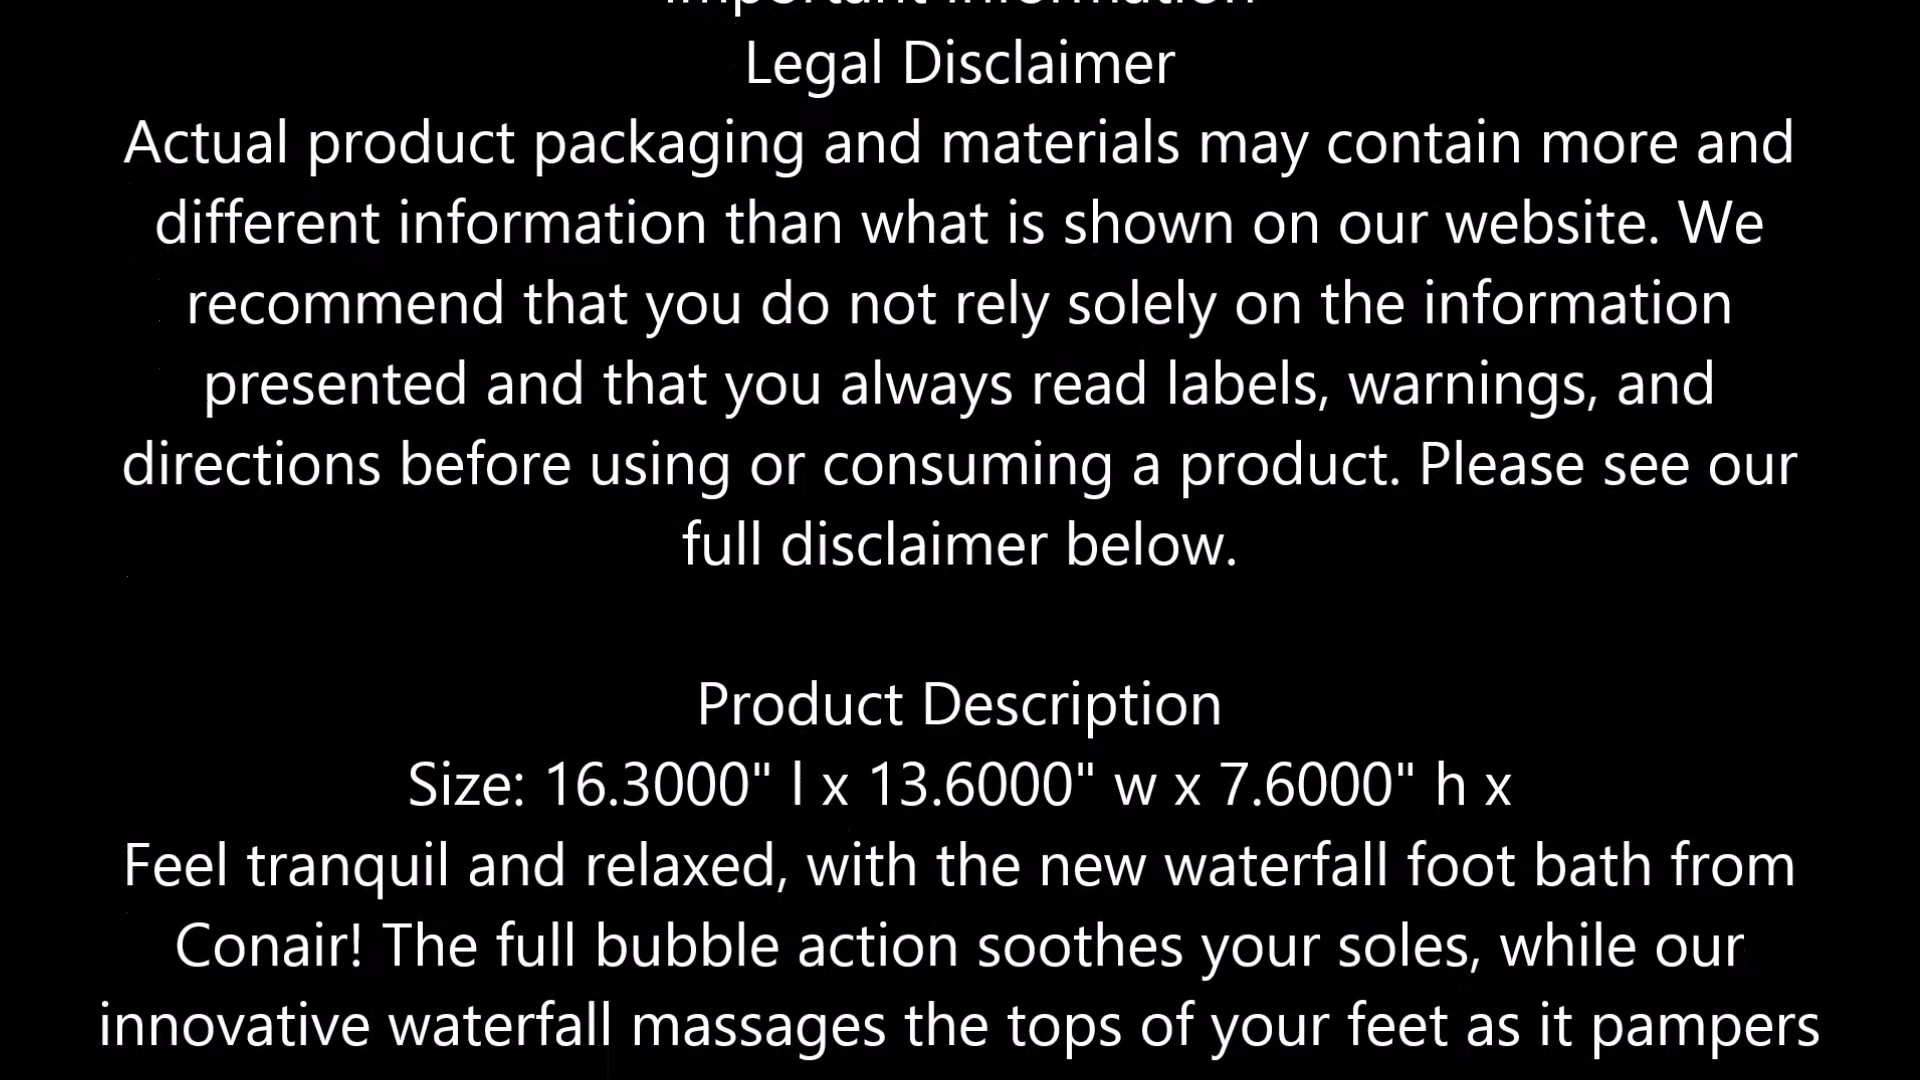 Important Information
Legal Disclaimer
Actual product packaging and materials may contain more and
different information than what is shown on our website. We
recommend that you do not rely solely on the information
presented and that you always read labels, warnings, and
directions before using or consuming a product. Please see our
full disclaimer below.
Product Description
Size: 16.3000" l x 13.6000" w x 7.6000" h x
Feel tranquil and relaxed, with the new waterfall foot bath from
Conair! The full bubble action soothes your soles, while our
innovative waterfall massages the tops of your feet as it pampers